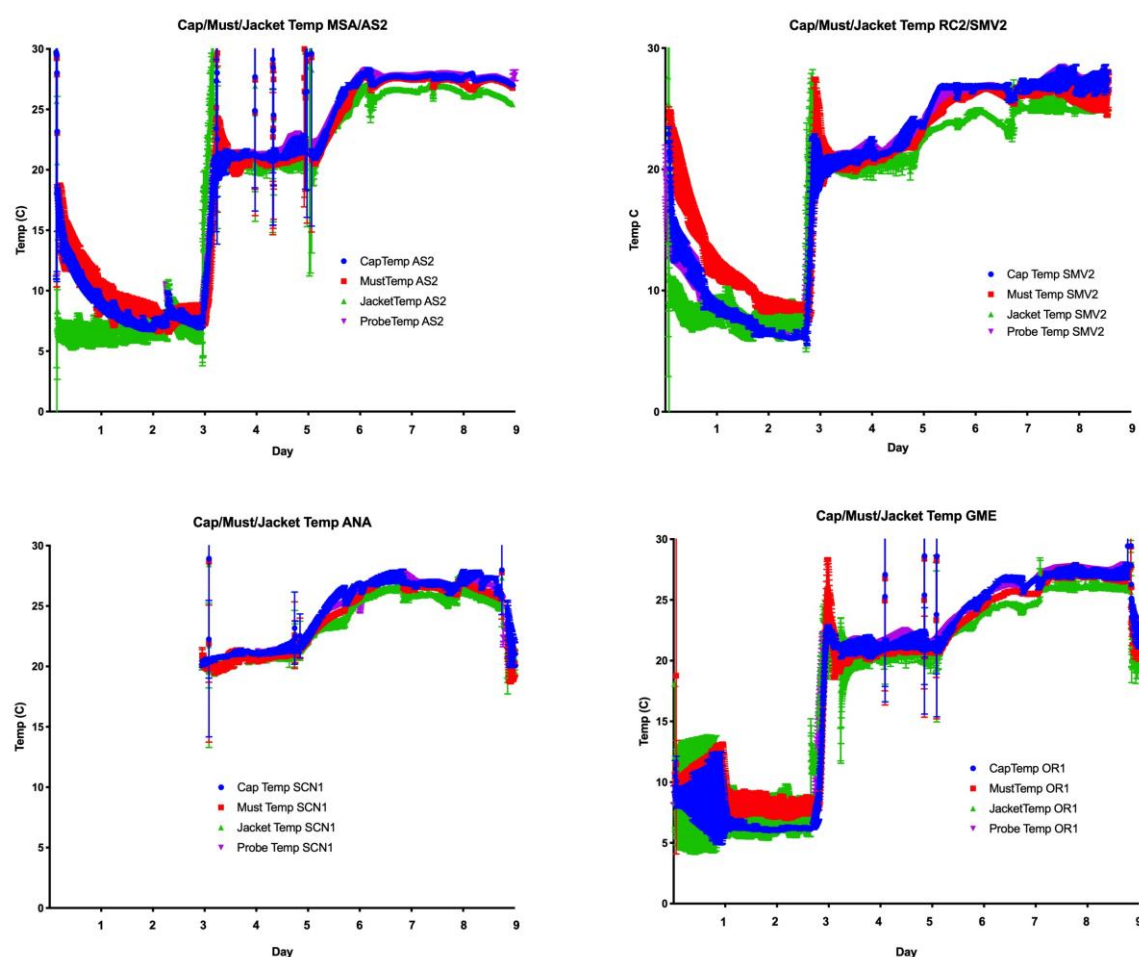 Cap/Must/Jacket Temp MSA/AS2
30
25
20
15
10
5
0
Temp (C)
CapTemp AS2
MustTemp AS2
JacketTemp AS2
ProbeTemp AS2
1 2 3 4 5 6 7 8 9
Day
Cap/Must/Jacket Temp RC2/SMV2
30
20
10
0
Temp C
Cap Temp SMV2
Must Temp SMV2
Jacket Temp SMV2
Probe Temp SMV2
1 2 3 4 5 6 7 8 9
Day
Cap/Must/Jacket Temp ANA
30
25
20
15
10
5
0
Temp (C)
Cap Temp SCN1
Must Temp SCN1
Jacket Temp SCN1
Probe Temp SCN1
1 2 3 4 5 6 7 8 9
Day
Cap/Must/Jacket Temp GME
30
25
20
15
10
5
0
Temp (C)
CapTemp OR1
MustTemp OR1
JacketTemp OR1
Probe Temp OR1
1 2 3 4 5 6 7 8 9
Day